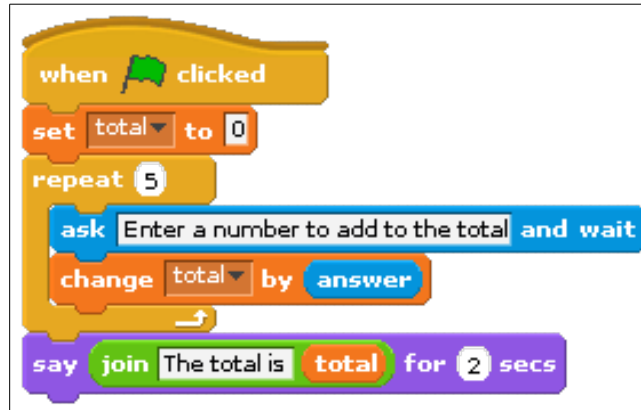 when clicked
set total to 0
repeat 5
ask Enter a number to add to the total and wait
change total by answer
say join The total is total for 2 secs